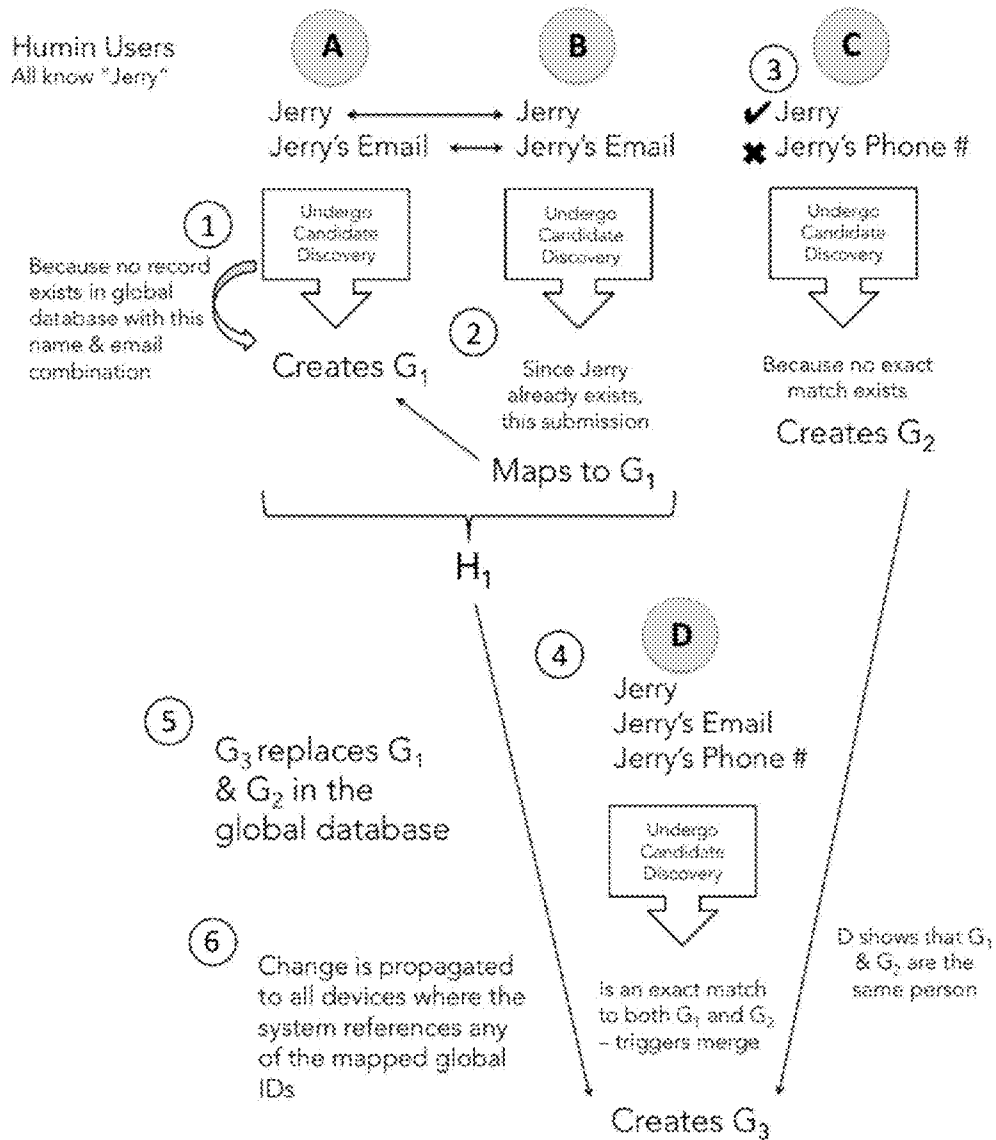 Humin Users
All know "Jerry"
A
B
C
3
Jerry
Jerry's Email
Jerry
Jerry's Email
✔ Jerry
✖ Jerry's Phone #
Undergo
Candidate
Discovery
Undergo
Candidate
Discovery
Undergo
Candidate
Discovery
1
Because no record
exists in global
database with this
name & email
combination
Creates G₁
2
Since Jerry
already exists,
this submission
Maps to G₁
Because no exact
match exists
Creates G₂
H₁
4
D
Jerry
Jerry's Email
Jerry's Phone #
Undergo
Candidate
Discovery
5
G₃ replaces G₁
& G₂ in the
global database
6
Change is propagated
to all devices where the
system references any
of the mapped global
IDs
is an exact match
to both G₁ and G₂
– triggers merge
D shows that G₁
& G₂ are the
same person
Creates G₃